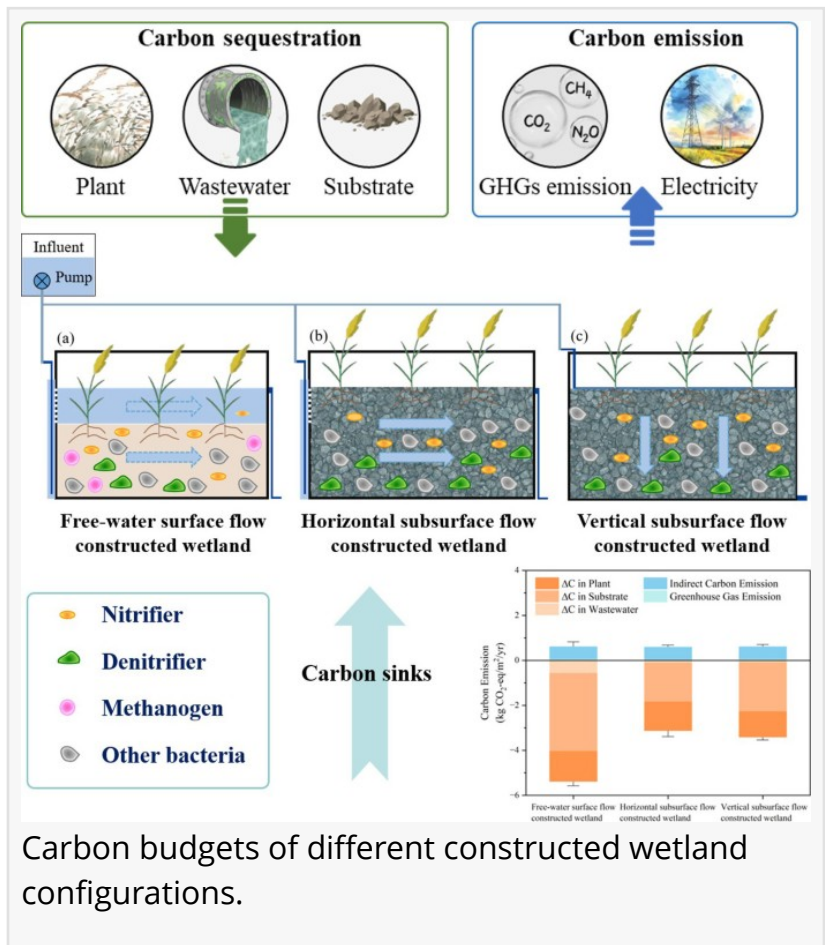 Carbon sequestration
Plant
Wastewater
Substrate
Carbon emission
CH₄
CO₂
N₂O
GHGs emission
Electricity
Influent
Pump
(a)
(b)
(c)
Free-water surface flow
constructed wetland
Horizontal subsurface flow
constructed wetland
Vertical subsurface flow
constructed wetland
Nitrifier
Denitrifier
Methanogen
Other bacteria
Carbon sinks
Carbon Emission
(kg CO₂-eq/m²/yr)
4
2
0
−2
−4
−6
ΔC in Plant
ΔC in Substrate
ΔC in Wastewater
Indirect Carbon Emission
Greenhouse Gas Emission
Free-water surface flow
constructed wetland
Horizontal subsurface flow
constructed wetland
Vertical subsurface flow
constructed wetland
Carbon budgets of different constructed wetland
configurations.